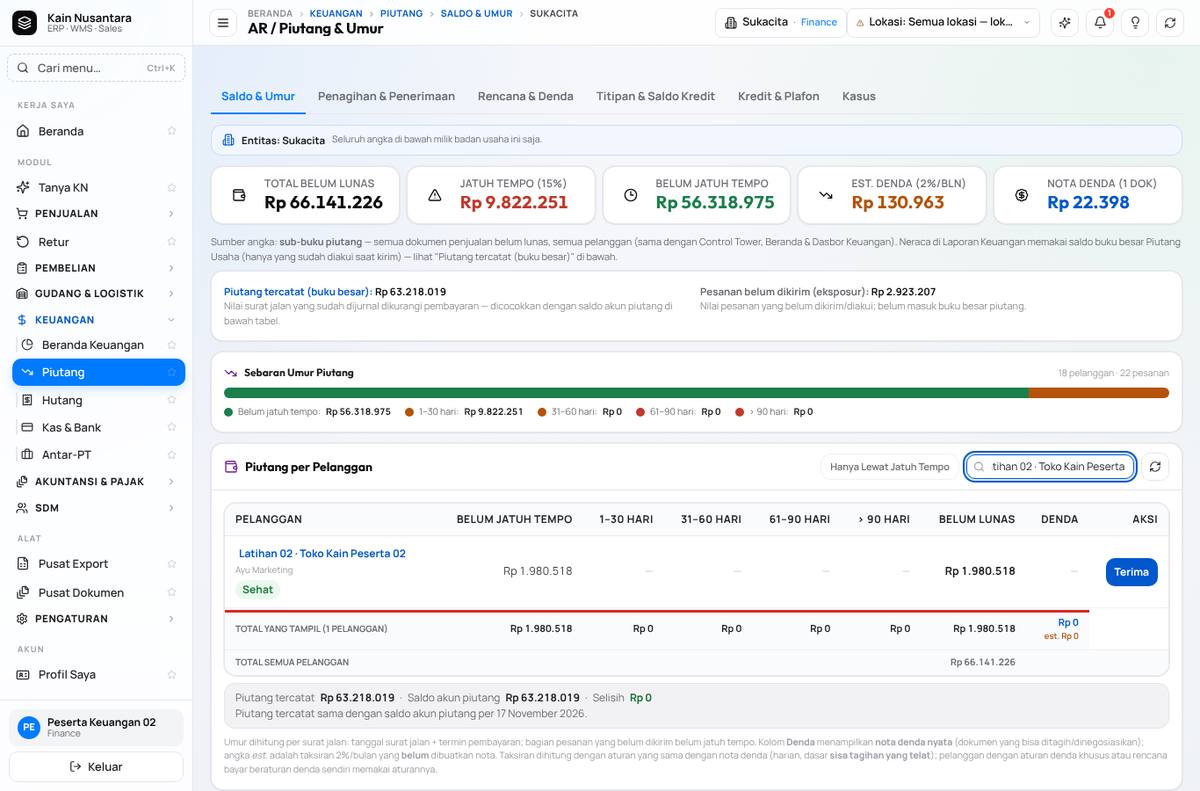 Kain Nusantara
ERP · WMS · Sales
Cari menu...
Ctrl+K
KERJA SAYA
Beranda
MODUL
Tanya KN
PENJUALAN
Retur
PEMBELIAN
GUDANG & LOGISTIK
KEUANGAN
Beranda Keuangan
Piutang
Hutang
Kas & Bank
Antar-PT
AKUNTANSI & PAJAK
SDM
ALAT
Pusat Export
Pusat Dokumen
PENGATURAN
AKUN
Profil Saya
PE
Peserta Keuangan 02
Finance
Keluar
BERANDA › KEUANGAN › PIUTANG › SALDO & UMUR › SUKACITA
AR / Piutang & Umur
Sukacita · Finance
Lokasi: Semua lokasi — lok...
1
Saldo & Umur
Penagihan & Penerimaan
Rencana & Denda
Titipan & Saldo Kredit
Kredit & Plafon
Kasus
Entitas: Sukacita Seluruh angka di bawah milik badan usaha ini saja.
TOTAL BELUM LUNAS
Rp 66.141.226
JATUH TEMPO (15%)
Rp 9.822.251
BELUM JATUH TEMPO
Rp 56.318.975
EST. DENDA (2%/BLN)
Rp 130.963
NOTA DENDA (1 DOK)
Rp 22.398
Sumber angka: sub-buku piutang — semua dokumen penjualan belum lunas, semua pelanggan (sama dengan Control Tower, Beranda & Dasbor Keuangan). Neraca di Laporan Keuangan memakai saldo buku besar Piutang
Usaha (hanya yang sudah diakui saat kirim) — lihat "Piutang tercatat (buku besar)" di bawah.
Piutang tercatat (buku besar): Rp 63.218.019
Nilai surat jalan yang sudah dijurnal dikurangi pembayaran — dicocokkan dengan saldo akun piutang di
bawah tabel.
Pesanan belum dikirim (eksposur): Rp 2.923.207
Nilai pesanan yang belum dikirim/diakui; belum masuk buku besar piutang.
Sebaran Umur Piutang
18 pelanggan · 22 pesanan
Belum jatuh tempo: Rp 56.318.975
1–30 hari: Rp 9.822.251
31–60 hari: Rp 0
61–90 hari: Rp 0
> 90 hari: Rp 0
Piutang per Pelanggan
Hanya Lewat Jatuh Tempo
tihan 02 · Toko Kain Peserta
PELANGGAN BELUM JATUH TEMPO 1–30 HARI 31–60 HARI 61–90 HARI > 90 HARI BELUM LUNAS DENDA AKSI
Latihan 02 · Toko Kain Peserta 02
Ayu Marketing
Sehat
Rp 1.980.518 — — — — Rp 1.980.518 —
Terima
TOTAL YANG TAMPIL (1 PELANGGAN) Rp 1.980.518 Rp 0 Rp 0 Rp 0 Rp 0 Rp 1.980.518 Rp 0
est. Rp 0
TOTAL SEMUA PELANGGAN Rp 66.141.226
Piutang tercatat Rp 63.218.019 · Saldo akun piutang Rp 63.218.019 · Selisih Rp 0
Piutang tercatat sama dengan saldo akun piutang per 17 November 2026.
Umur dihitung per surat jalan: tanggal surat jalan + termin pembayaran; bagian pesanan yang belum dikirim belum jatuh tempo. Kolom Denda menampilkan nota denda nyata (dokumen yang bisa ditagih/dinegosiasikan);
angka est. adalah taksiran 2%/bulan yang belum dibuatkan nota. Taksiran dihitung dengan aturan yang sama dengan nota denda (harian, dasar sisa tagihan yang telat); pelanggan dengan aturan denda khusus atau rencana
bayar beraturan denda sendiri memakai aturannya.